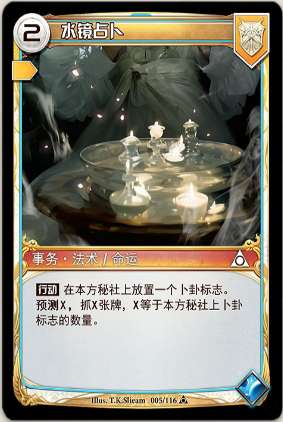 2
水镜占卜
事务·法术 / 命运
行动 在本方秘社上放置一个卜卦标志。
预测X，抓X张牌，X等于本方秘社上卜卦
标志的数量。
Illus. T.K.Slicam 005/116